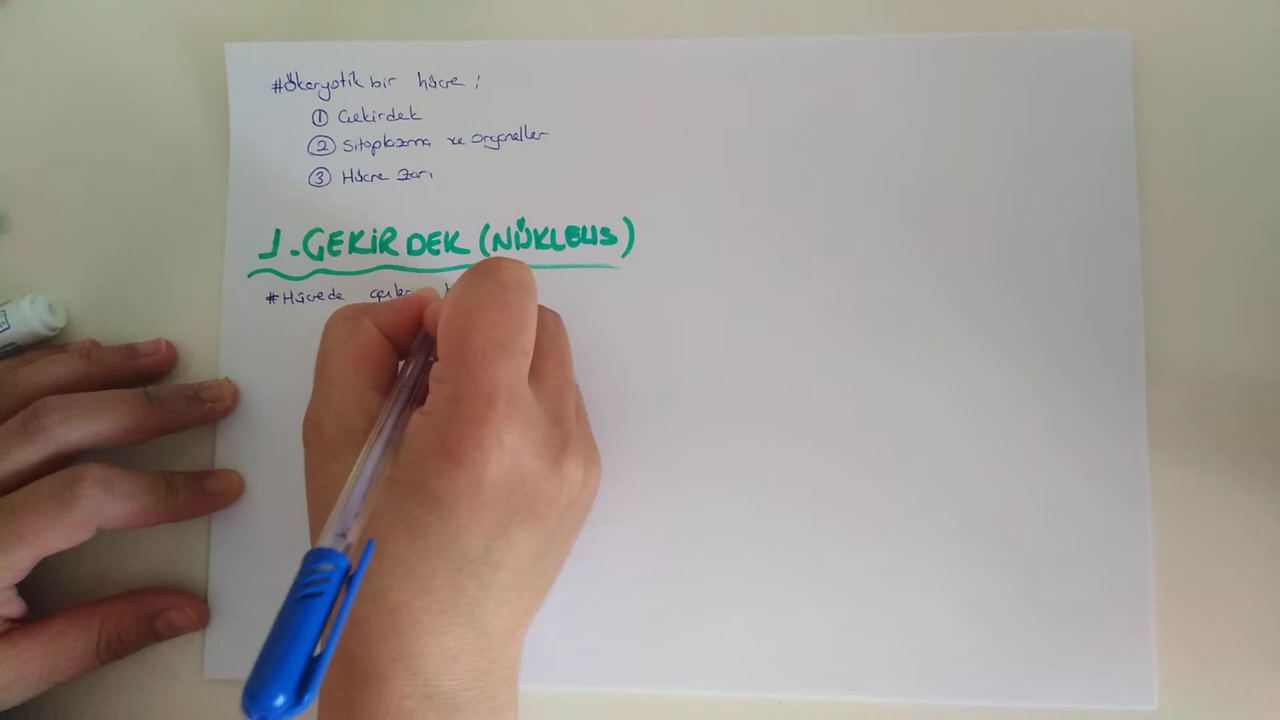 #Ökaryotik bir hücre ;
① Çekirdek
② Sitoplazma ve organeller
③ Hücre zarı
1.ÇEKİRDEK (NÜKLEUS)
#Hücrede